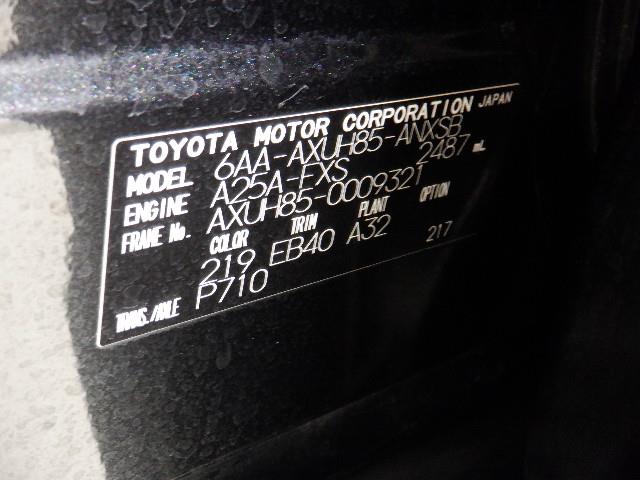 TOYOTA MOTOR CORPORATION JAPAN
MODEL 6AA-AXUH85-ANXSB
ENGINE A25A-FXS 2487 mL
FRAME No. AXUH85-0009321
COLOR TRIM PLANT OPTION
219 EB40 A32 217
TRANS./AXLE P710